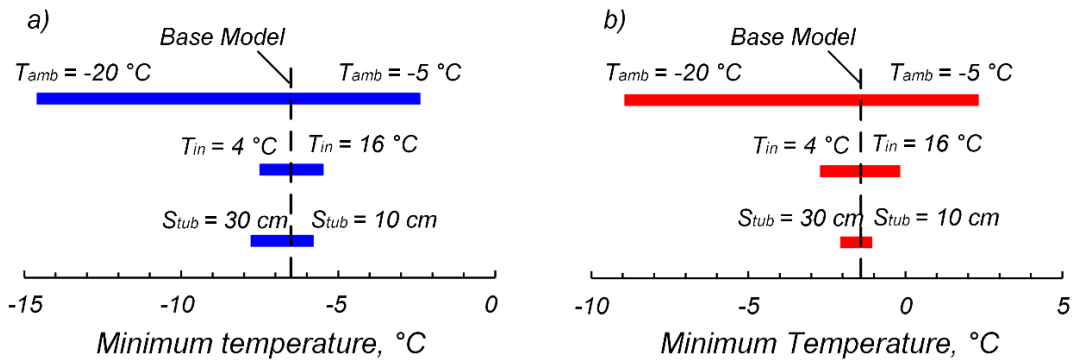 a)
Base Model
Tamb = -20 °C
Tamb = -5 °C
Tin = 4 °C
Tin = 16 °C
Stub = 30 cm
Stub = 10 cm
-15
-10
-5
0
Minimum temperature, °C
b)
Base Model
Tamb = -20 °C
Tamb = -5 °C
Tin = 4 °C
Tin = 16 °C
Stub = 30 cm
Stub = 10 cm
-10
-5
0
5
Minimum Temperature, °C